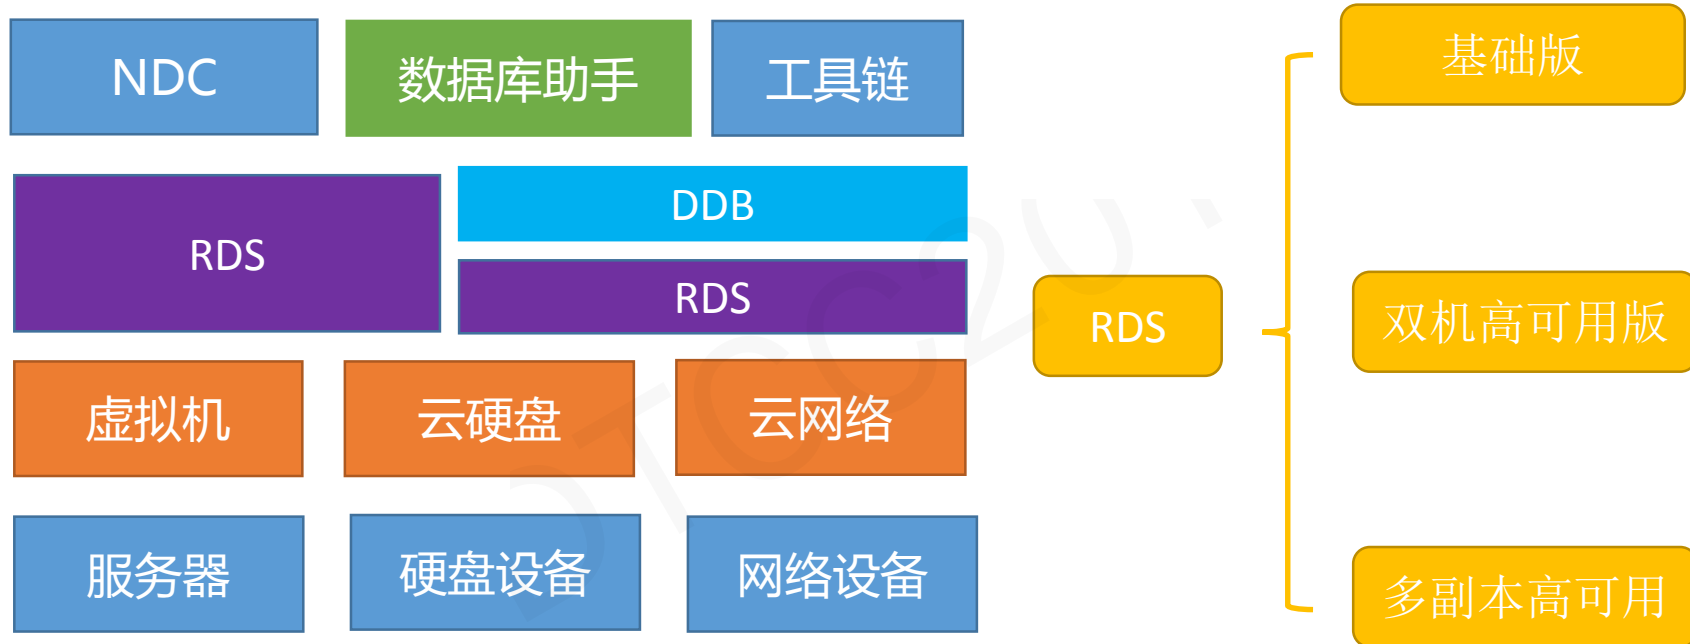 NDC
数据库助手
工具链
RDS
DDB
RDS
虚拟机
云硬盘
云网络
服务器
硬盘设备
网络设备
RDS
基础版
双机高可用版
多副本高可用